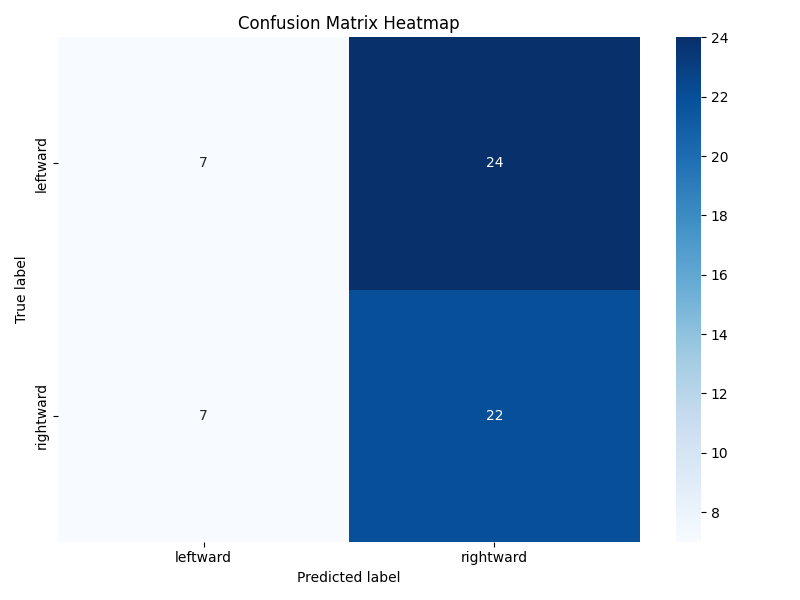 Confusion Matrix Heatmap
True label
leftward
7
24
rightward
7
22
leftward
rightward
Predicted label
24
22
20
18
16
14
12
10
8